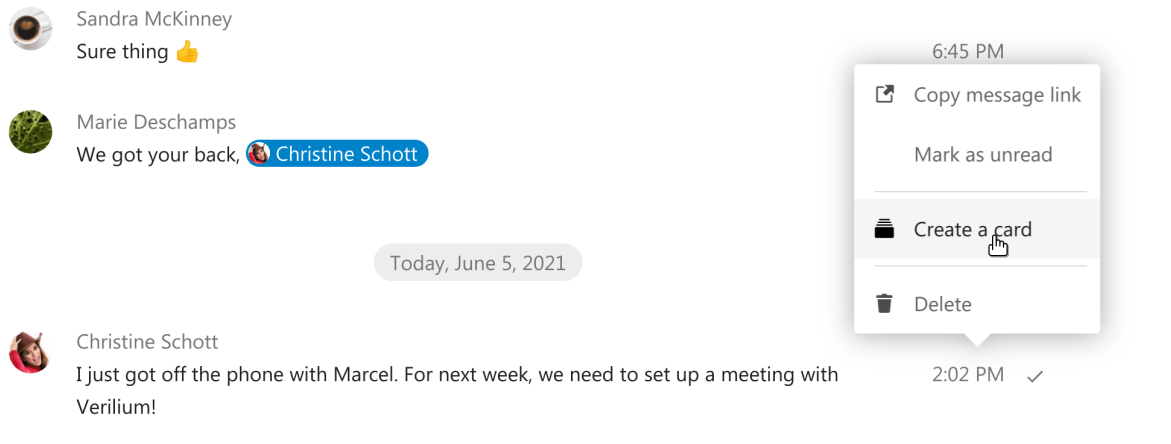 Sandra McKinney
Sure thing 👍
6:45 PM
Marie Deschamps
We got your back, Christine Schott
Copy message link
Mark as unread
Create a card
Delete
Today, June 5, 2021
Christine Schott
I just got off the phone with Marcel. For next week, we need to set up a meeting with
Verilium!
2:02 PM